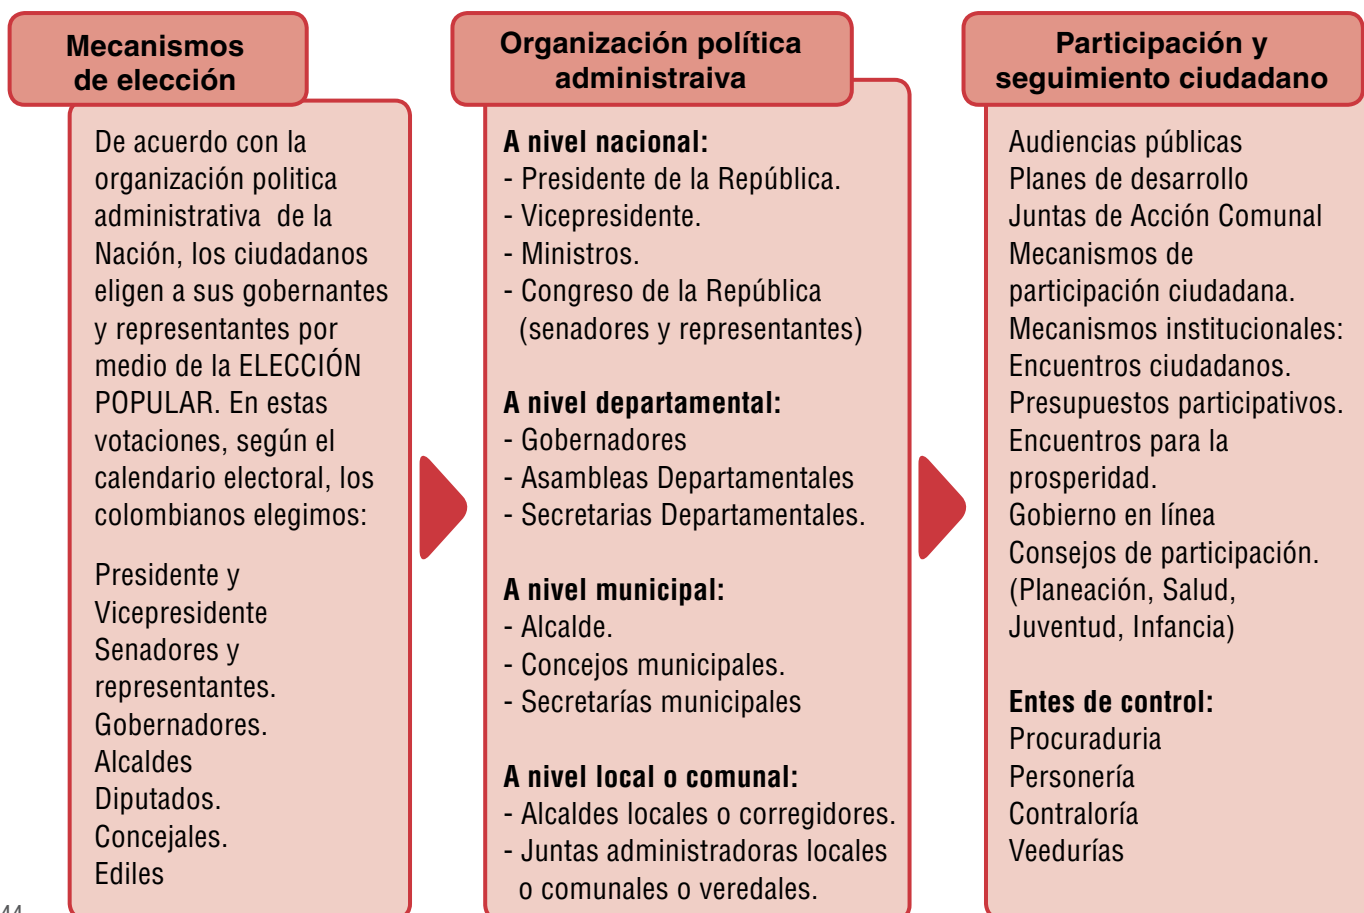 Mecanismos
de elección
De acuerdo con la
organización politica
administrativa de la
Nación, los ciudadanos
eligen a sus gobernantes
y representantes por
medio de la ELECCIÓN
POPULAR. En estas
votaciones, según el
calendario electoral, los
colombianos elegimos:
Presidente y
Vicepresidente
Senadores y
representantes.
Gobernadores.
Alcaldes
Diputados.
Concejales.
Ediles
Organización política
administraiva
A nivel nacional:
- Presidente de la República.
- Vicepresidente.
- Ministros.
- Congreso de la República
(senadores y representantes)
A nivel departamental:
- Gobernadores
- Asambleas Departamentales
- Secretarias Departamentales.
A nivel municipal:
- Alcalde.
- Concejos municipales.
- Secretarías municipales
A nivel local o comunal:
- Alcaldes locales o corregidores.
- Juntas administradoras locales
o comunales o veredales.
Participación y
seguimiento ciudadano
Audiencias públicas
Planes de desarrollo
Juntas de Acción Comunal
Mecanismos de
participación ciudadana.
Mecanismos institucionales:
Encuentros ciudadanos.
Presupuestos participativos.
Encuentros para la
prosperidad.
Gobierno en línea
Consejos de participación.
(Planeación, Salud,
Juventud, Infancia)
Entes de control:
Procuraduria
Personería
Contraloría
Veedurías
44